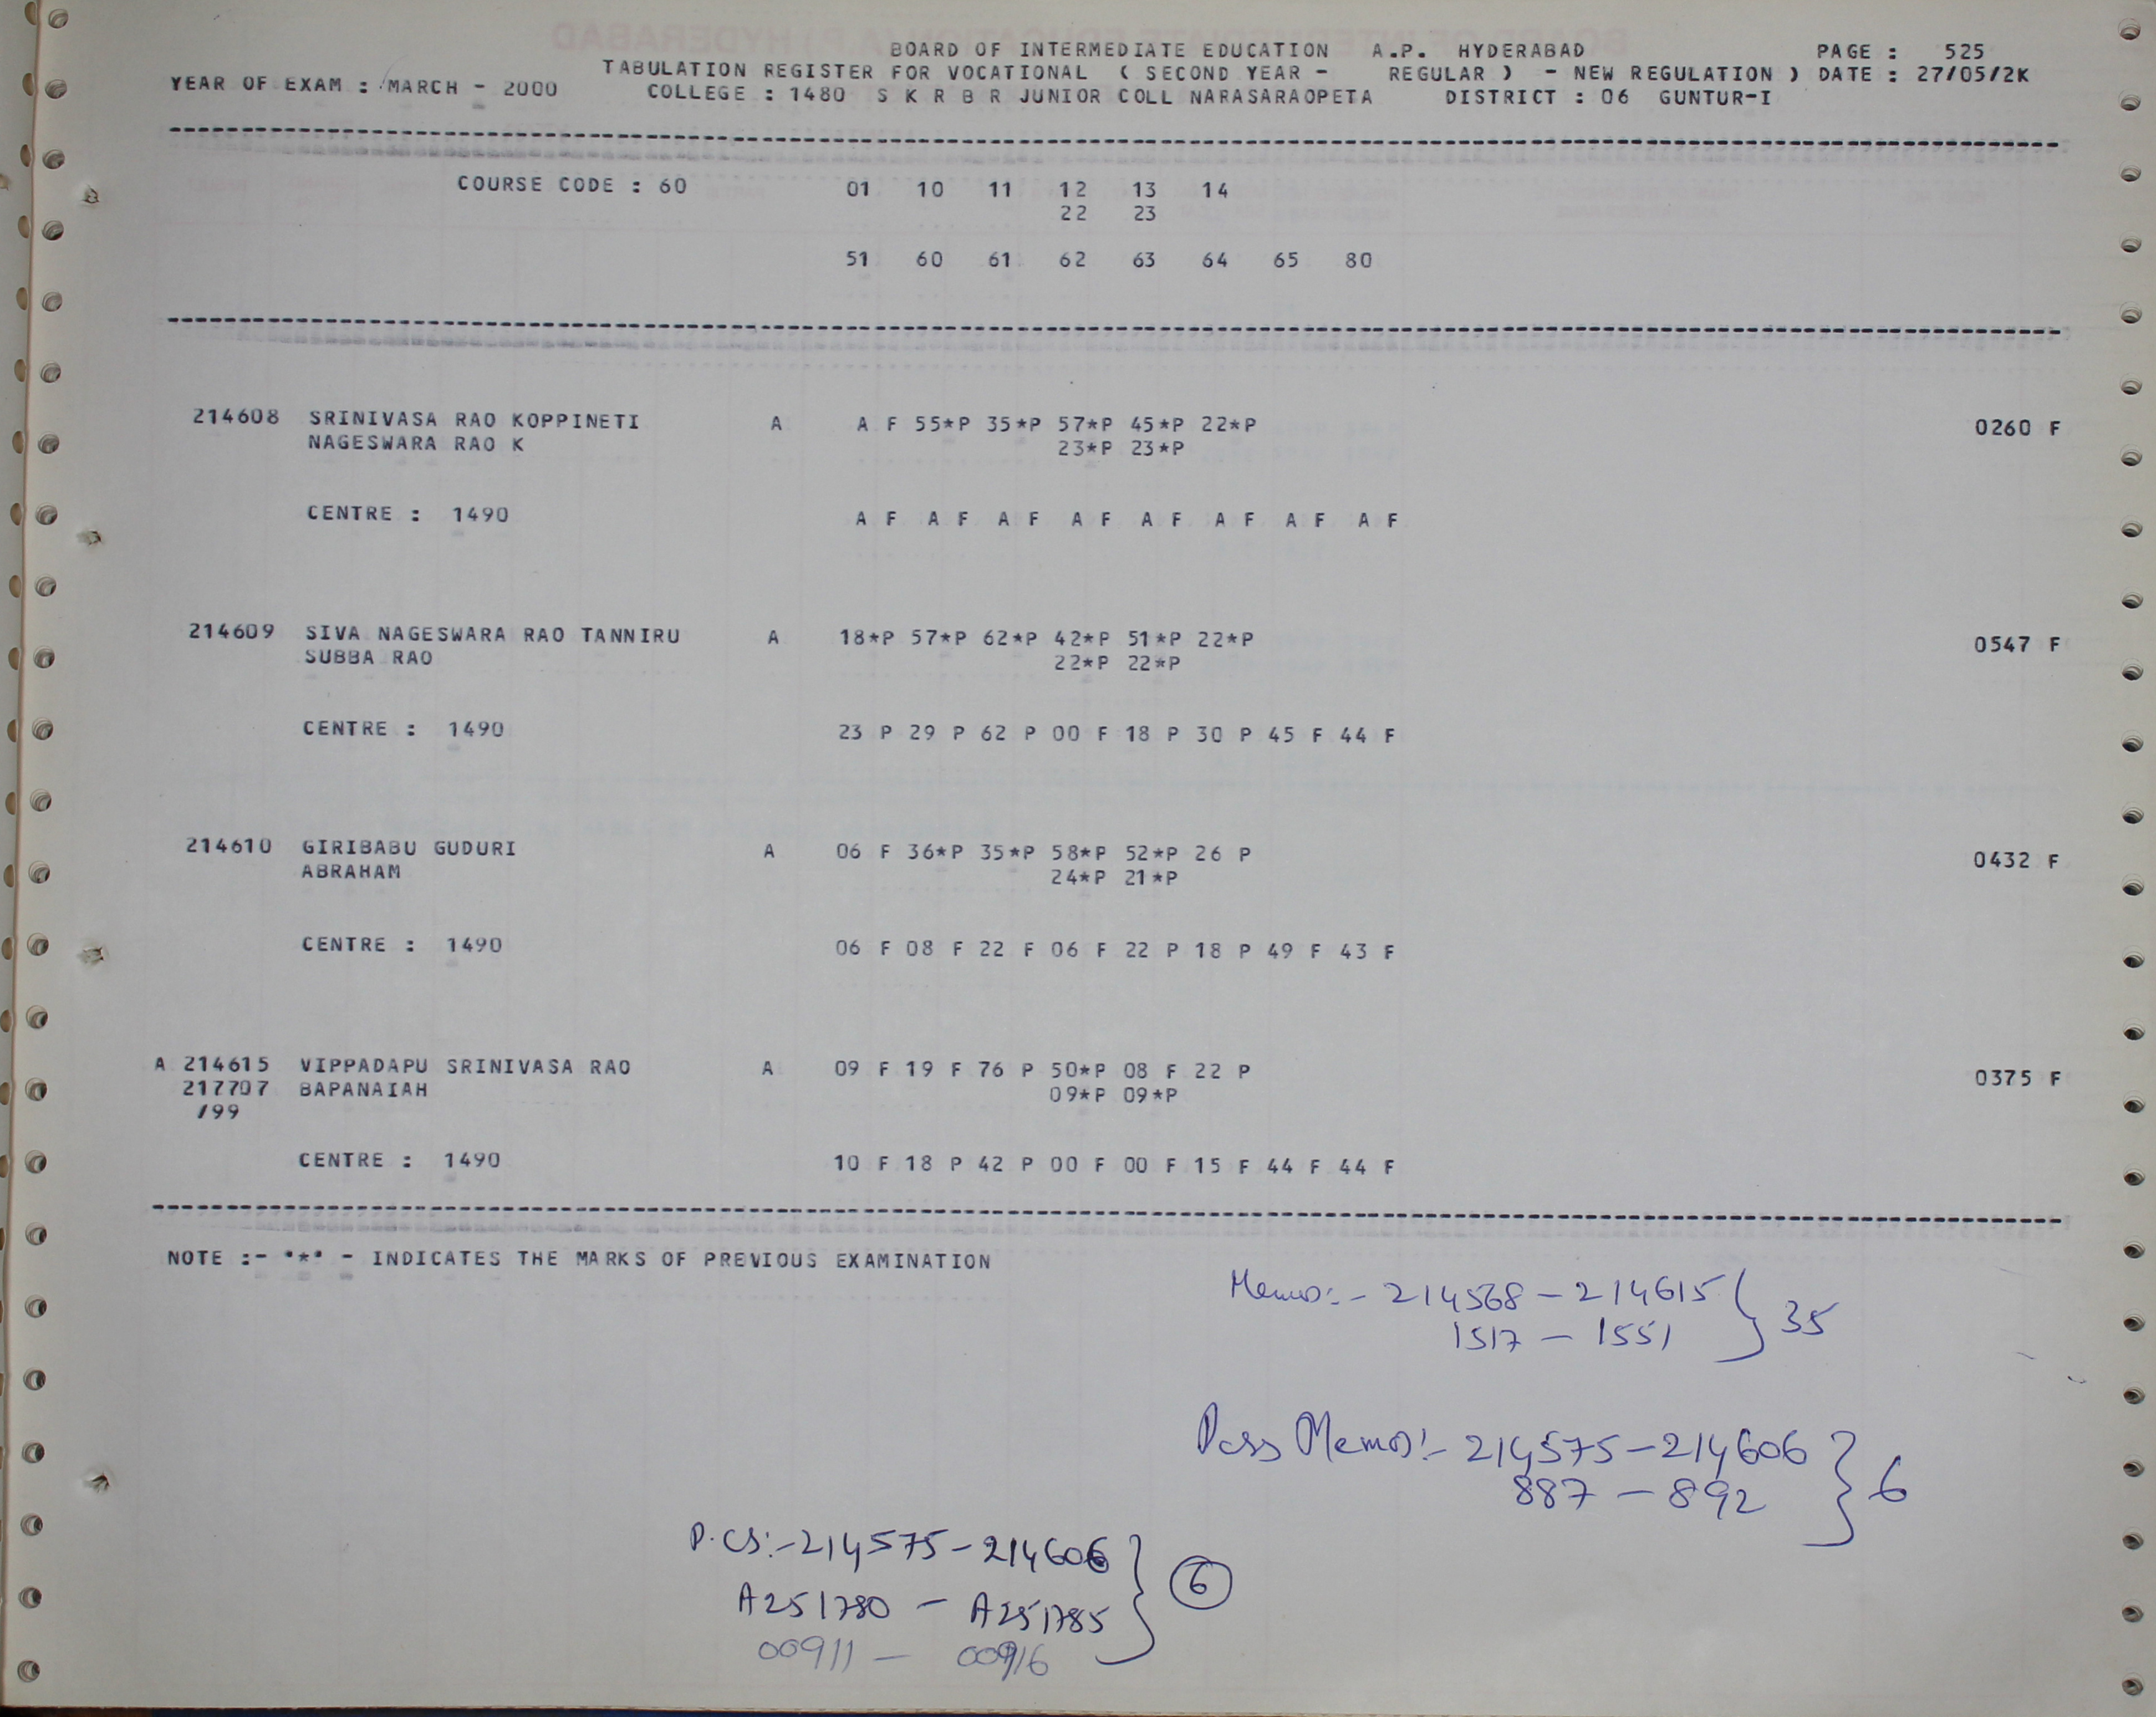 BOARD OF INTERMEDIATE EDUCATION A.P. HYDERABAD PAGE : 525
TABULATION REGISTER FOR VOCATIONAL ( SECOND YEAR - REGULAR ) - NEW REGULATION ) DATE : 27/05/2K
YEAR OF EXAM : MARCH - 2000 COLLEGE : 1480 S K R B R JUNIOR COLL NARASARAOPETA DISTRICT : 06 GUNTUR-I
COURSE CODE : 60 01 10 11 12 13 14
22 23
51 60 61 62 63 64 65 80
214608 SRINIVASA RAO KOPPINETI A A F 55*P 35*P 57*P 45*P 22*P 0260 F
NAGESWARA RAO K 23*P 23*P
CENTRE : 1490 A F A F A F A F A F A F A F A F
214609 SIVA NAGESWARA RAO TANNIRU A 18*P 57*P 62*P 42*P 51*P 22*P 0547 F
SUBBA RAO 22*P 22*P
CENTRE : 1490 23 P 29 P 62 P 00 F 18 P 30 P 45 F 44 F
214610 GIRIBABU GUDURI A 06 F 36*P 35*P 58*P 52*P 26 P 0432 F
ABRAHAM 24*P 21*P
CENTRE : 1490 06 F 08 F 22 F 06 F 22 P 18 P 49 F 43 F
A 214615 VIPPADAPU SRINIVASA RAO A 09 F 19 F 76 P 50*P 08 F 22 P 0375 F
217707 BAPANAIAH 09*P 09*P
/99
CENTRE : 1490 10 F 18 P 42 P 00 F 00 F 15 F 44 F 44 F
NOTE :- '*' - INDICATES THE MARKS OF PREVIOUS EXAMINATION
Memo:- 214568 - 214615 } 35
1517 - 1551
Pass Memo:- 214575 - 214606 } 6
887 - 892
P.Cs:- 214575 - 214606 } 6
A251780 - A251785
00911 - 00916